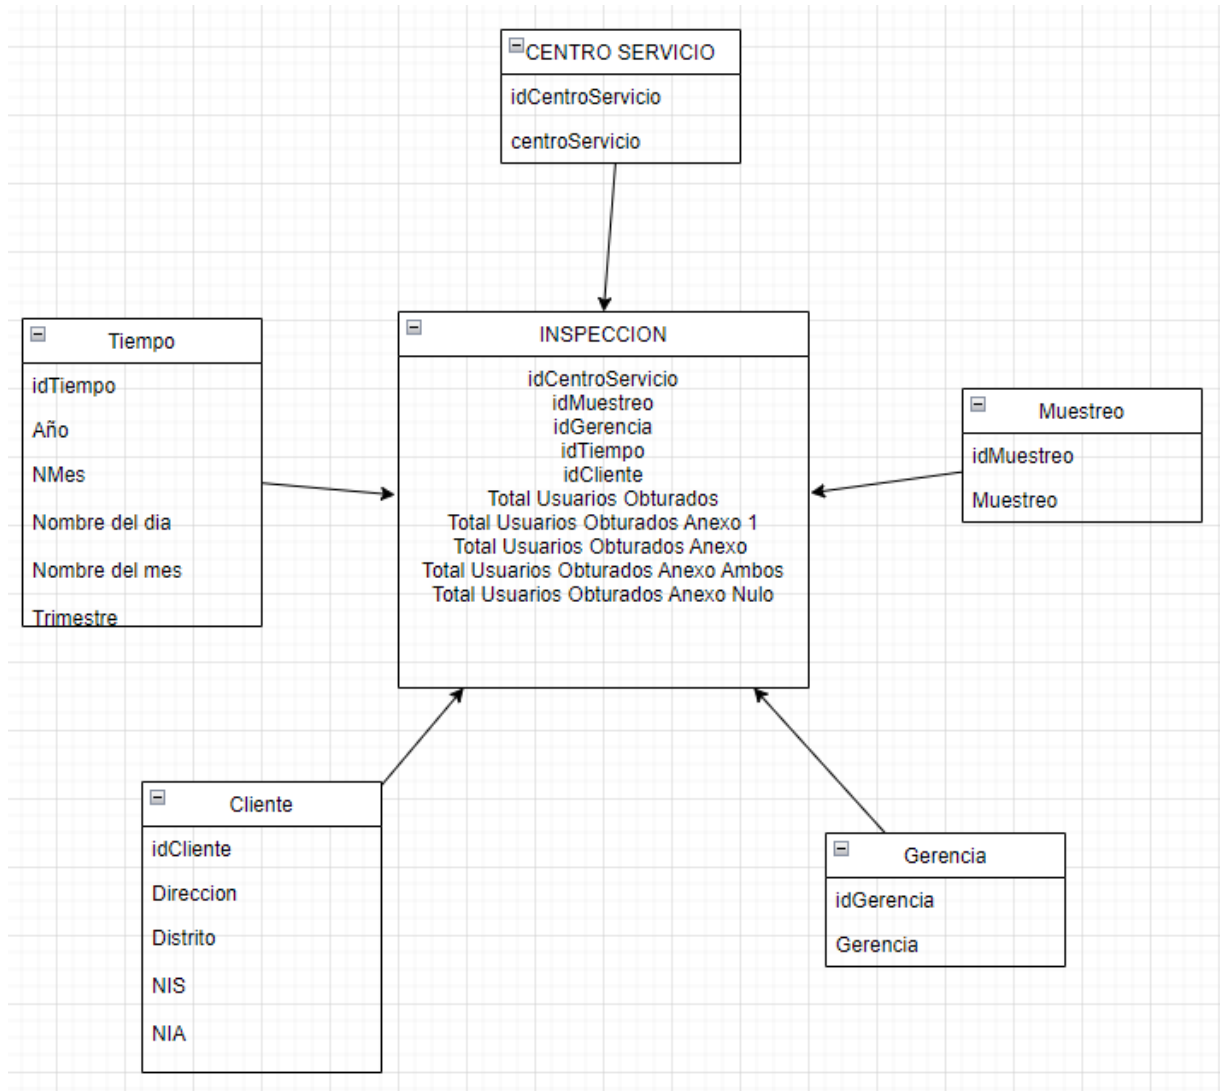 CENTRO SERVICIO
idCentroServicio
centroServicio
Tiempo
idTiempo
Año
NMes
Nombre del dia
Nombre del mes
Trimestre
INSPECCION
idCentroServicio
idMuestreo
idGerencia
idTiempo
idCliente
Total Usuarios Obturados
Total Usuarios Obturados Anexo 1
Total Usuarios Obturados Anexo
Total Usuarios Obturados Anexo Ambos
Total Usuarios Obturados Anexo Nulo
Muestreo
idMuestreo
Muestreo
Cliente
idCliente
Direccion
Distrito
NIS
NIA
Gerencia
idGerencia
Gerencia